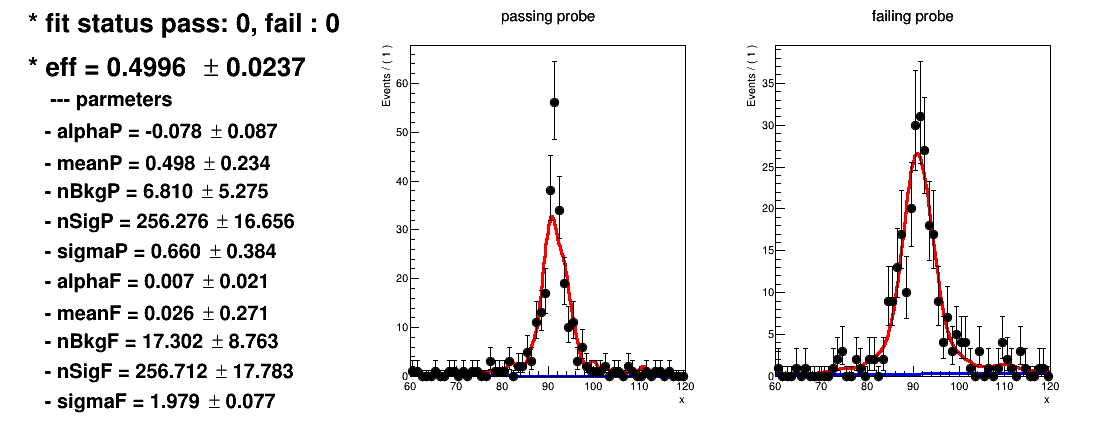 * fit status pass: 0, fail : 0
* eff = 0.4996 ± 0.0237
--- parmeters
- alphaP = -0.078 ± 0.087
- meanP = 0.498 ± 0.234
- nBkgP = 6.810 ± 5.275
- nSigP = 256.276 ± 16.656
- sigmaP = 0.660 ± 0.384
- alphaF = 0.007 ± 0.021
- meanF = 0.026 ± 0.271
- nBkgF = 17.302 ± 8.763
- nSigF = 256.712 ± 17.783
- sigmaF = 1.979 ± 0.077
passing probe
Events / ( 1 )
60
50
40
30
20
10
0
60 70 80 90 100 110 120
x
failing probe
Events / ( 1 )
35
30
25
20
15
10
5
0
60 70 80 90 100 110 120
x